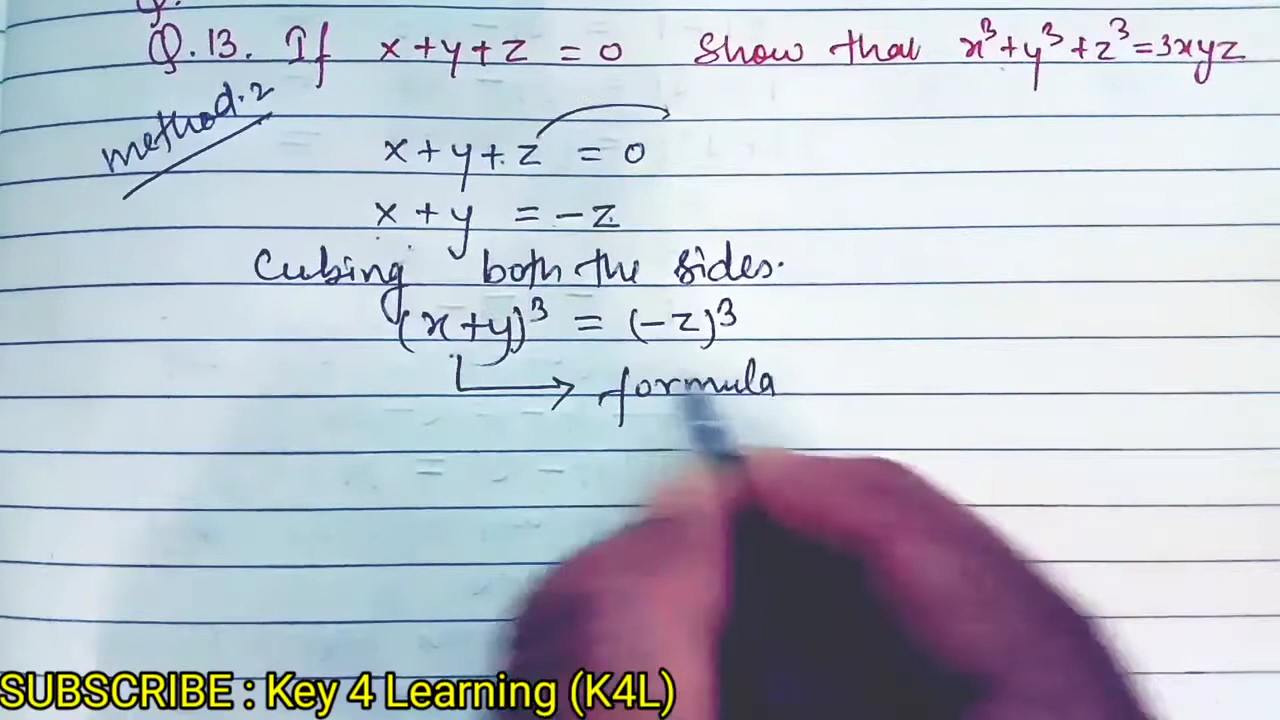 Q.13. If x+y+z = 0 Show that x³+y³+z³=3xyz
method.2
x+y+z = 0
x+y = -z
Cubing both the sides.
(x+y)³ = (-z)³
formula
SUBSCRIBE : Key 4 Learning (K4L)